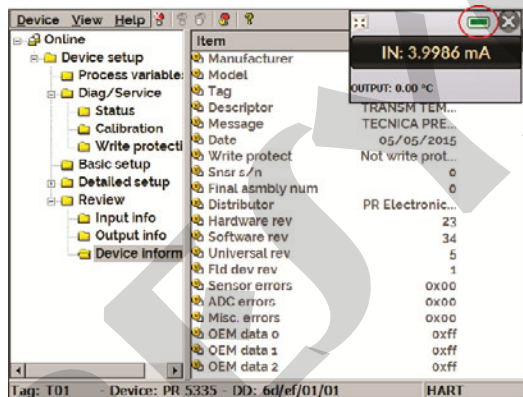 Device View Help
Online
Device setup
Process variable:
Diag/Service
Status
Calibration
Write protecti
Basic setup
Detailed setup
Review
Input info
Output info
Device Inform
Item
Manufacturer
Model
Tag
Descriptor TRANSM TEM...
Message TECNICA PRE...
Date 05/05/2015
Write protect Not write prot...
Snsr s/n 0
Final asmbly num 0
Distributor PR Electronic...
Hardware rev 23
Software rev 34
Universal rev 5
Fld dev rev 1
Sensor errors 0x00
ADC errors 0x00
Misc. errors 0x00
OEM data 0 0xff
OEM data 1 0xff
OEM data 2 0xff
IN: 3.9986 mA
OUTPUT: 0.00 °C
Tag: T01 - Device: PR 5335 - DD: 6d/ef/01/01 HART